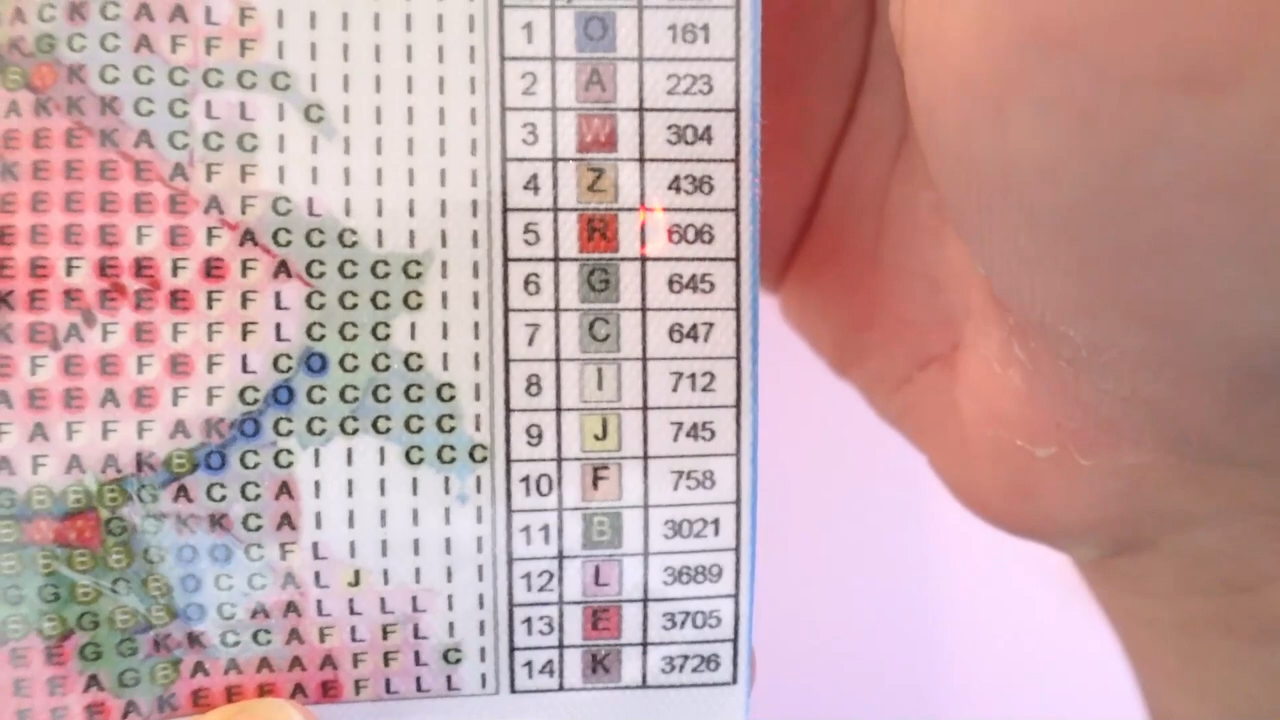 A C K C A A L F I I I I I I I
K G C C A F F F I I I I I I I
B W K C C C C C C I I I I I I
A K K K C C L L I C I I I I I
E E E K A C C C I I I I I I I
K E E E E A F F I I I I I I I
E E E E E E A F C L I I I I I
E E E E F E F A C C C I I I I
E E F E E F E F A C C C C I I
K E E E E E F F L C C C C I I
K E A F E F F F L C C C I I I
E F E E F E F L C O C C C I I
A E E A E F F C O C C C C C I
F A F F F A K O C C C C C C I
A F A A K B O C C I I I C C C
G B B B G A C C A I I I I I I
B W W G G K K C A I I I I I I
B B B B G O O C F L I I I I I
G G B G B O C C A L J I I I I
B B G B B O C A A L L L L I I
E E G G K K C C A F L F L I I
E E A G B A A A A A F F L C I
F F E A K E E E E A E F L L L I
1 O 161
2 A 223
3 W 304
4 Z 436
5 R 606
6 G 645
7 C 647
8 I 712
9 J 745
10 F 758
11 B 3021
12 L 3689
13 E 3705
14 K 3726